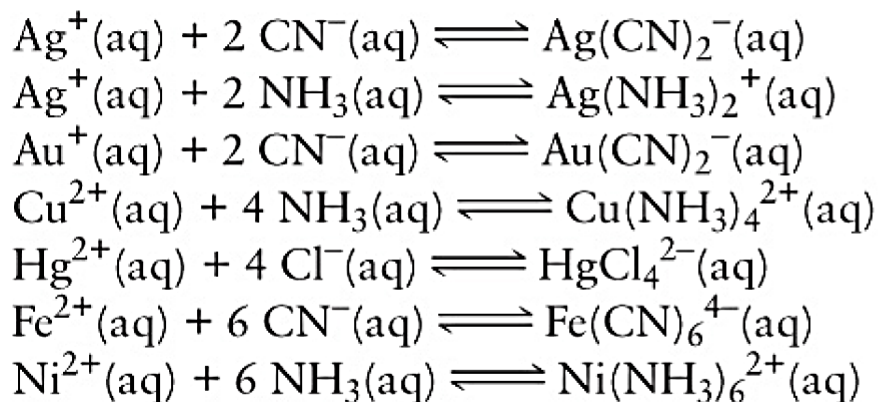 Ag⁺(aq) + 2 CN⁻(aq) ⇌ Ag(CN)₂⁻(aq)
Ag⁺(aq) + 2 NH₃(aq) ⇌ Ag(NH₃)₂⁺(aq)
Au⁺(aq) + 2 CN⁻(aq) ⇌ Au(CN)₂⁻(aq)
Cu²⁺(aq) + 4 NH₃(aq) ⇌ Cu(NH₃)₄²⁺(aq)
Hg²⁺(aq) + 4 Cl⁻(aq) ⇌ HgCl₄²⁻(aq)
Fe²⁺(aq) + 6 CN⁻(aq) ⇌ Fe(CN)₆⁴⁻(aq)
Ni²⁺(aq) + 6 NH₃(aq) ⇌ Ni(NH₃)₆²⁺(aq)